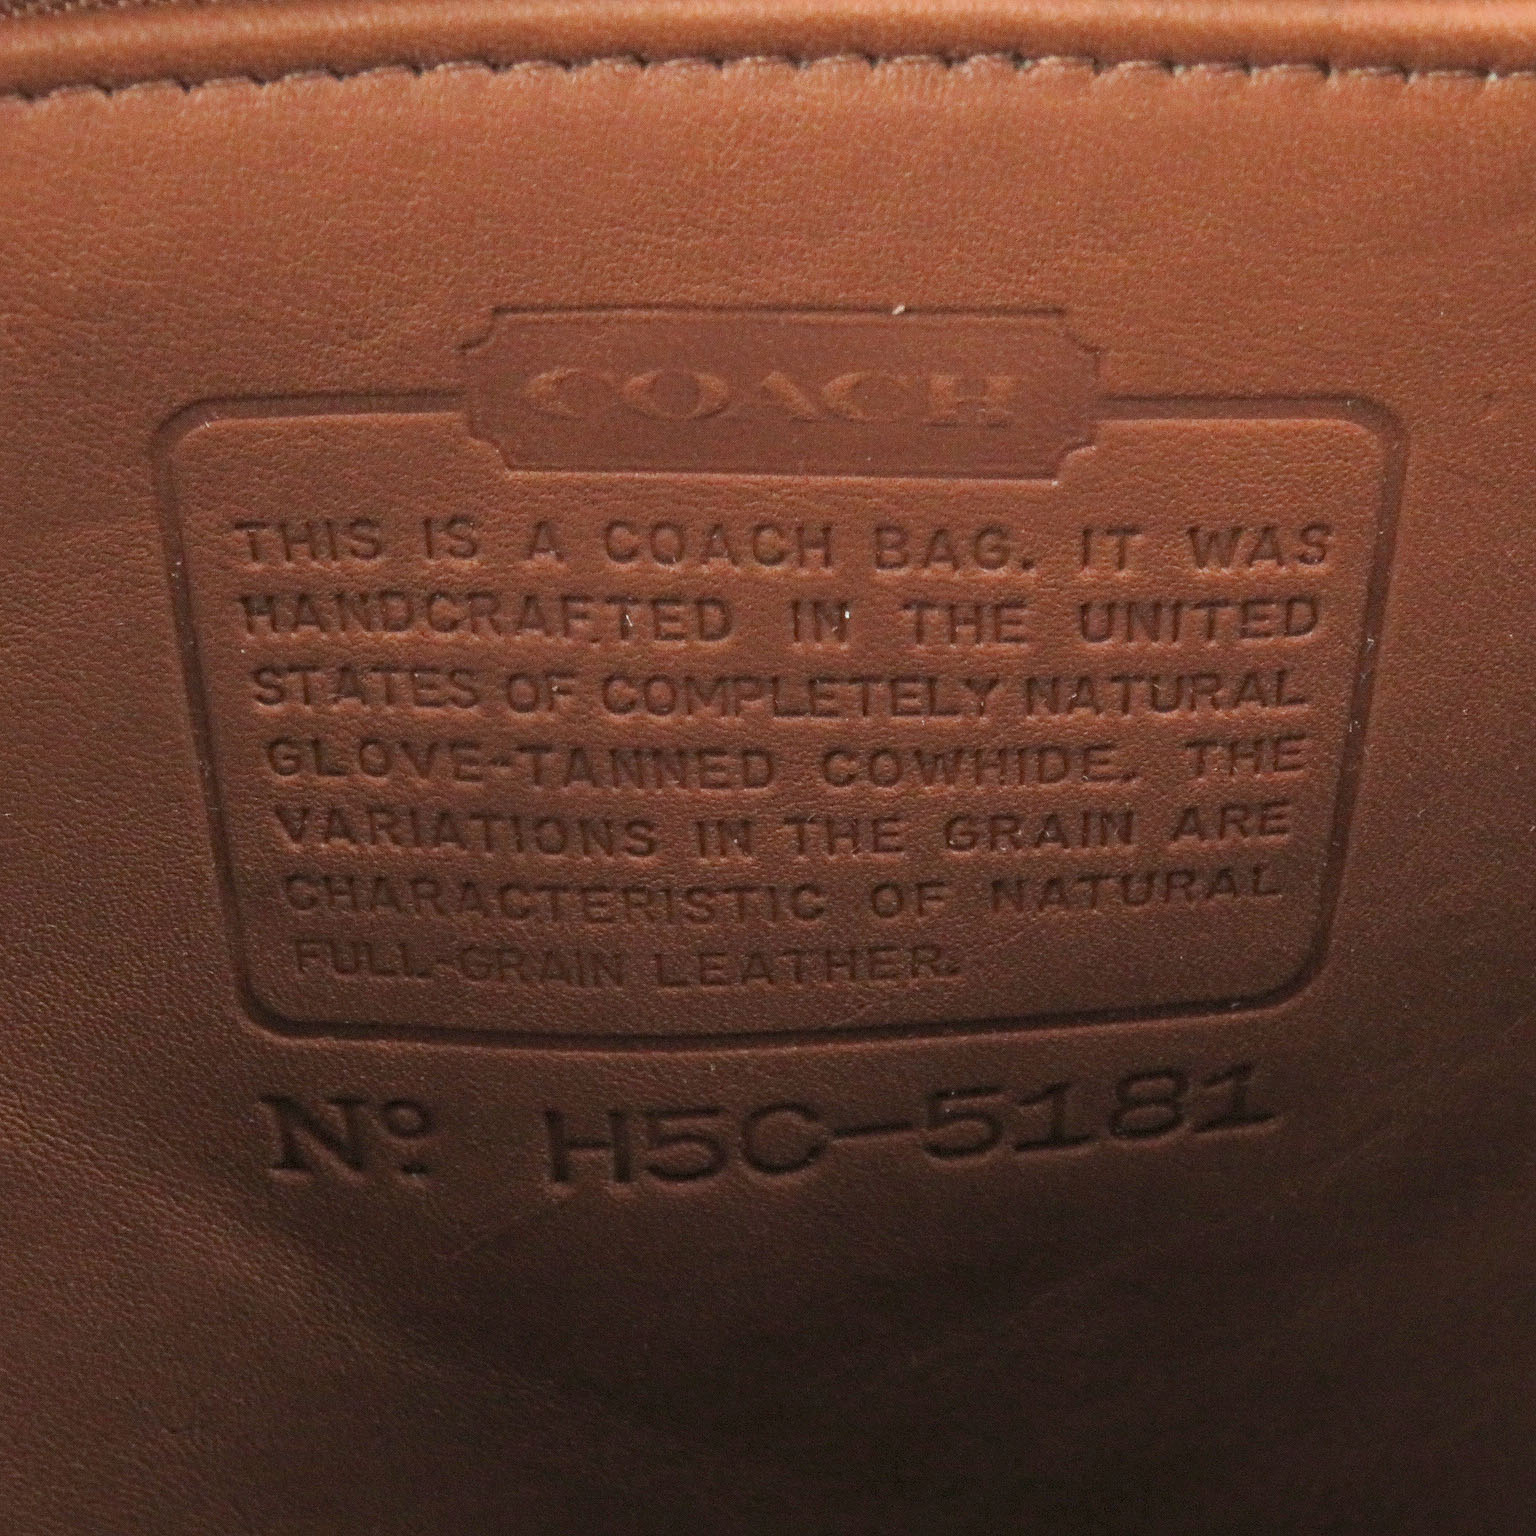 COACH
THIS IS A COACH BAG. IT WAS
HANDCRAFTED IN THE UNITED
STATES OF COMPLETELY NATURAL
GLOVE-TANNED COWHIDE. THE
VARIATIONS IN THE GRAIN ARE
CHARACTERISTIC OF NATURAL
FULL-GRAIN LEATHER.
Nº. H5C-5181